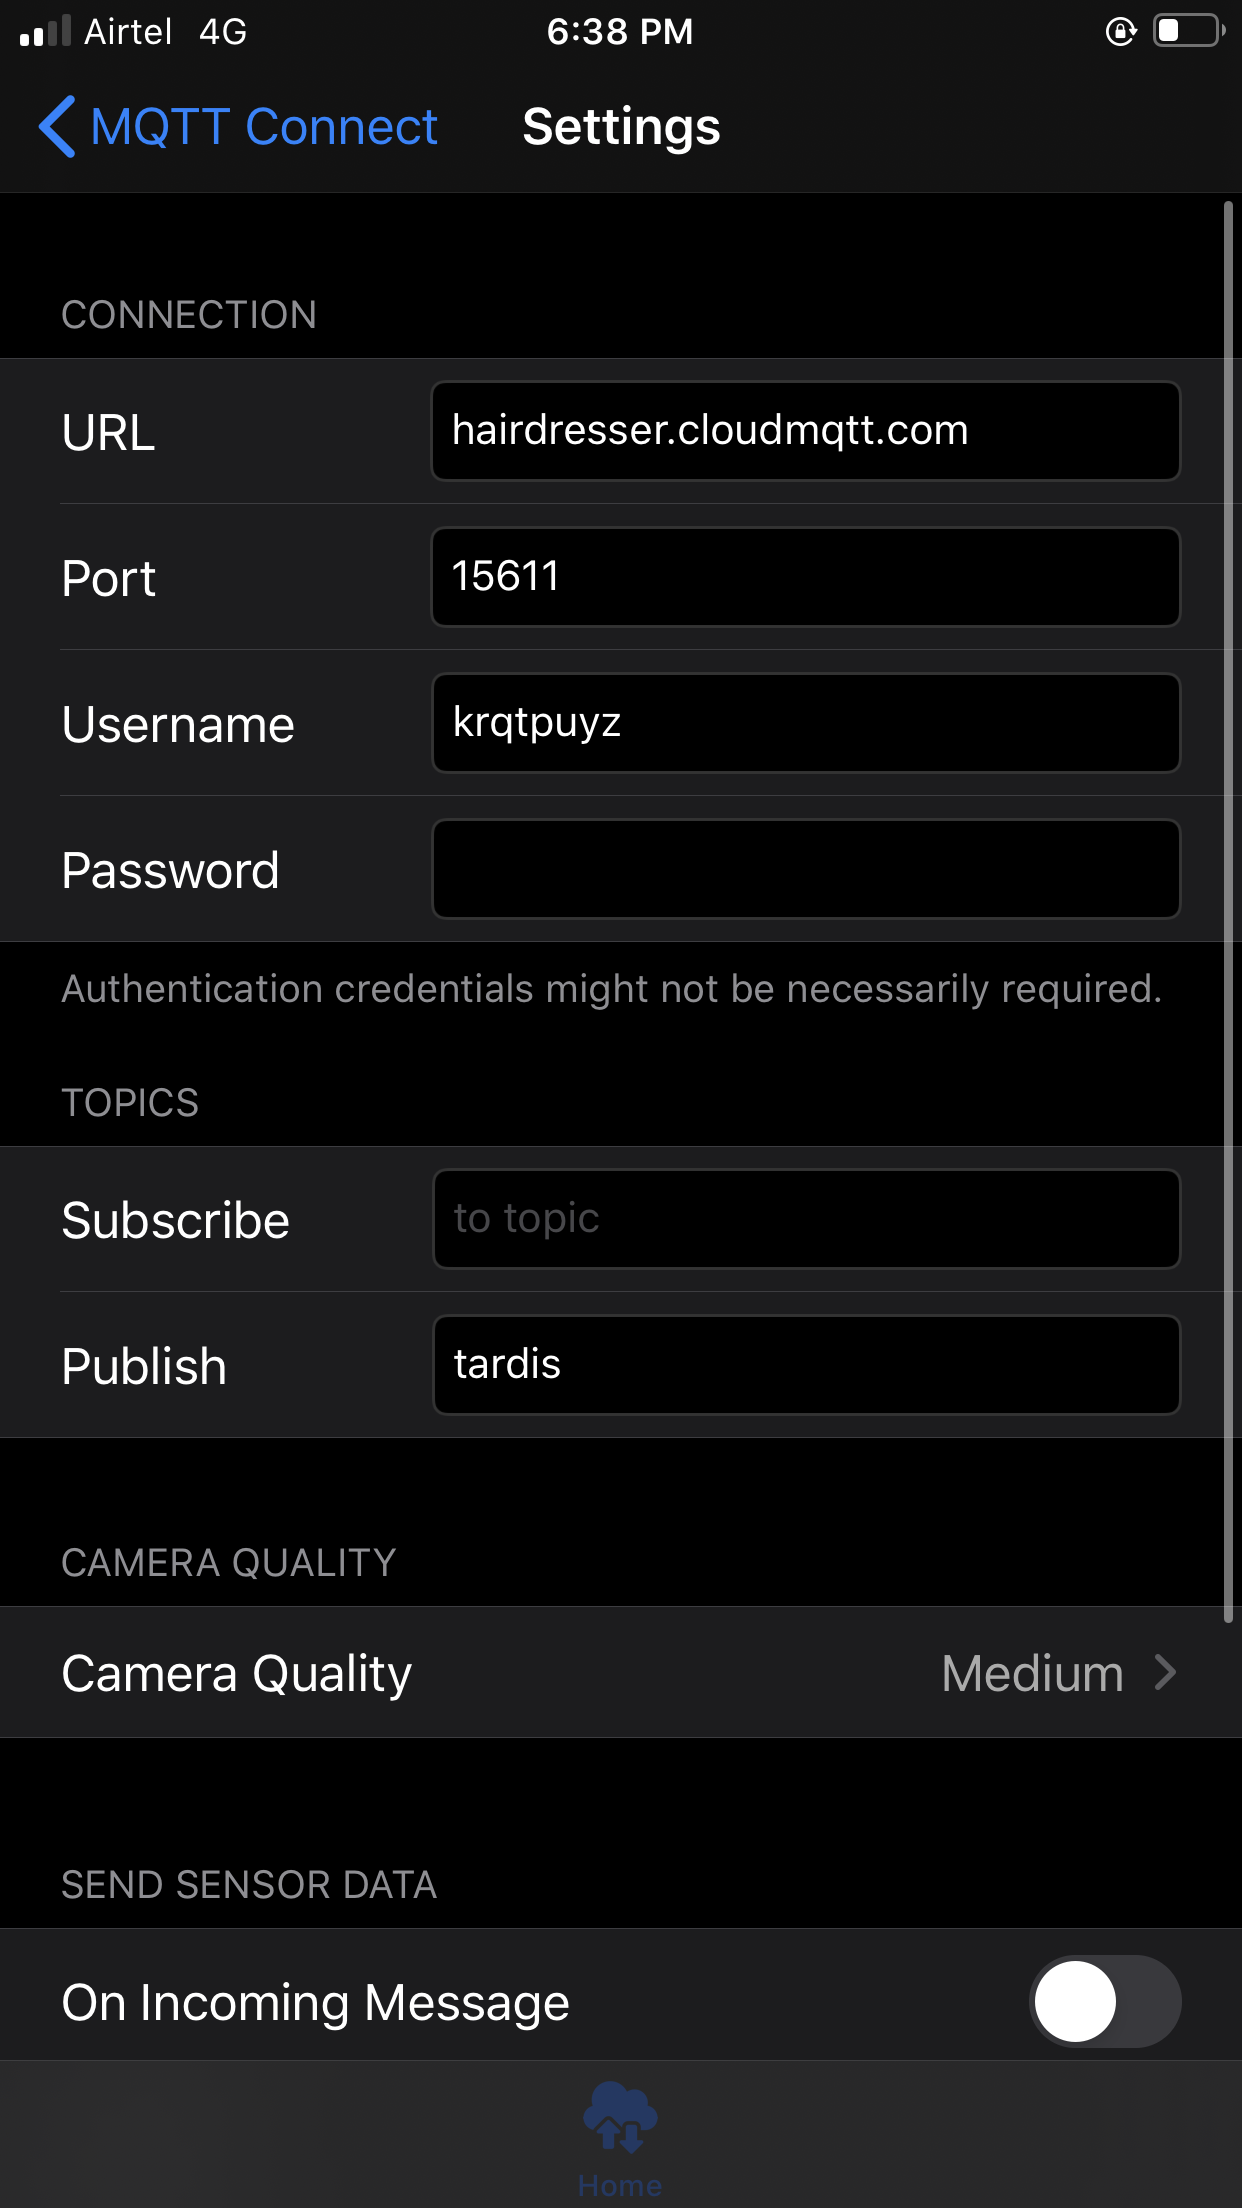 Airtel 4G 6:38 PM
MQTT Connect Settings
CONNECTION
URL hairdresser.cloudmqtt.com
Port 15611
Username krqtpuyz
Password
Authentication credentials might not be necessarily required.
TOPICS
Subscribe to topic
Publish tardis
CAMERA QUALITY
Camera Quality Medium
SEND SENSOR DATA
On Incoming Message
Home